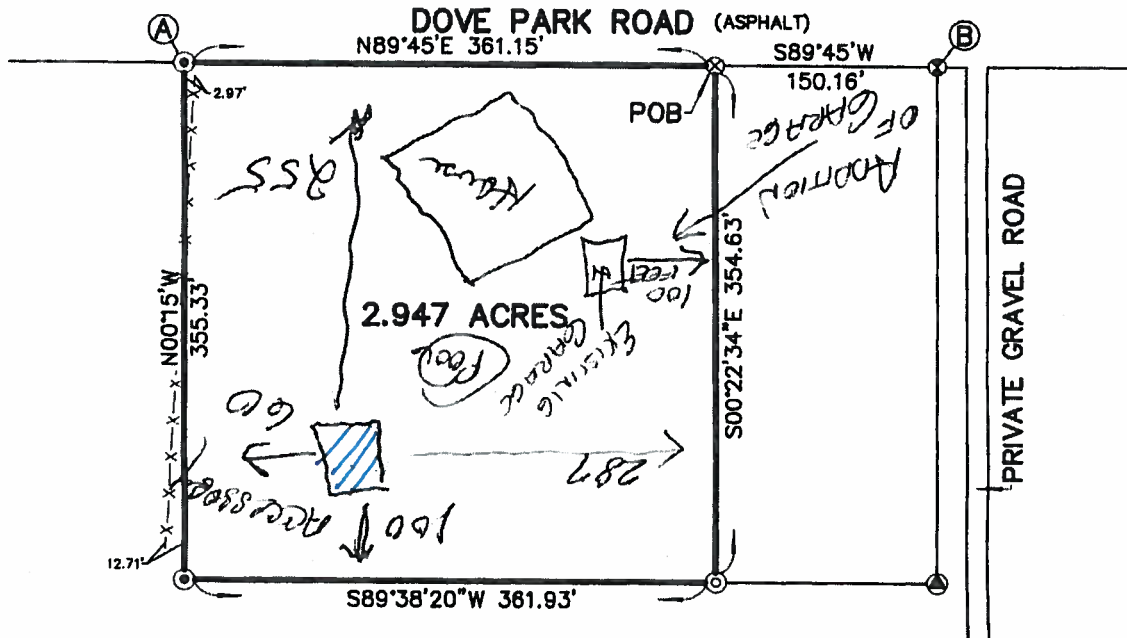 DOVE PARK ROAD (ASPHALT)
A
N89°45'E 361.15'
S89°45'W
150.16'
B
2.97'
POB
ADDITION
OF GARAGE
House
255
100
FEET
N00°15'W
355.33'
2.947 ACRES
S00°22'34"E 354.63'
PRIVATE GRAVEL ROAD
Pool
EXISTING
GARAGE
60
287
ACCESSORY
100
12.71'
S89°38'20"W 361.93'